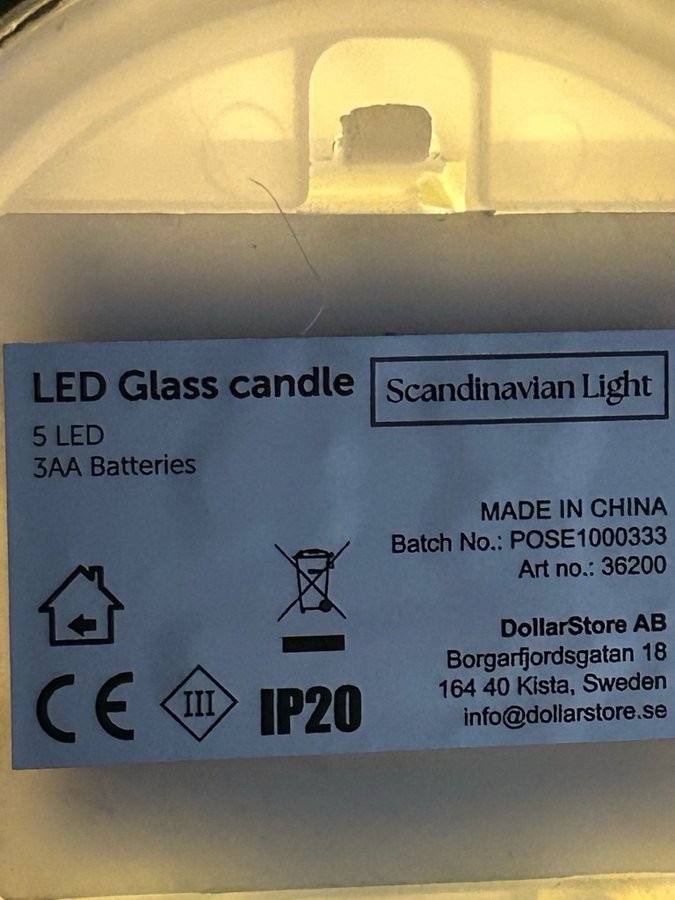 LED Glass candle
Scandinavian Light
5 LED
3AA Batteries
MADE IN CHINA
Batch No.: POSE1000333
Art no.: 36200
DollarStore AB
Borgarfjordsgatan 18
164 40 Kista, Sweden
info@dollarstore.se
CE
III
IP20